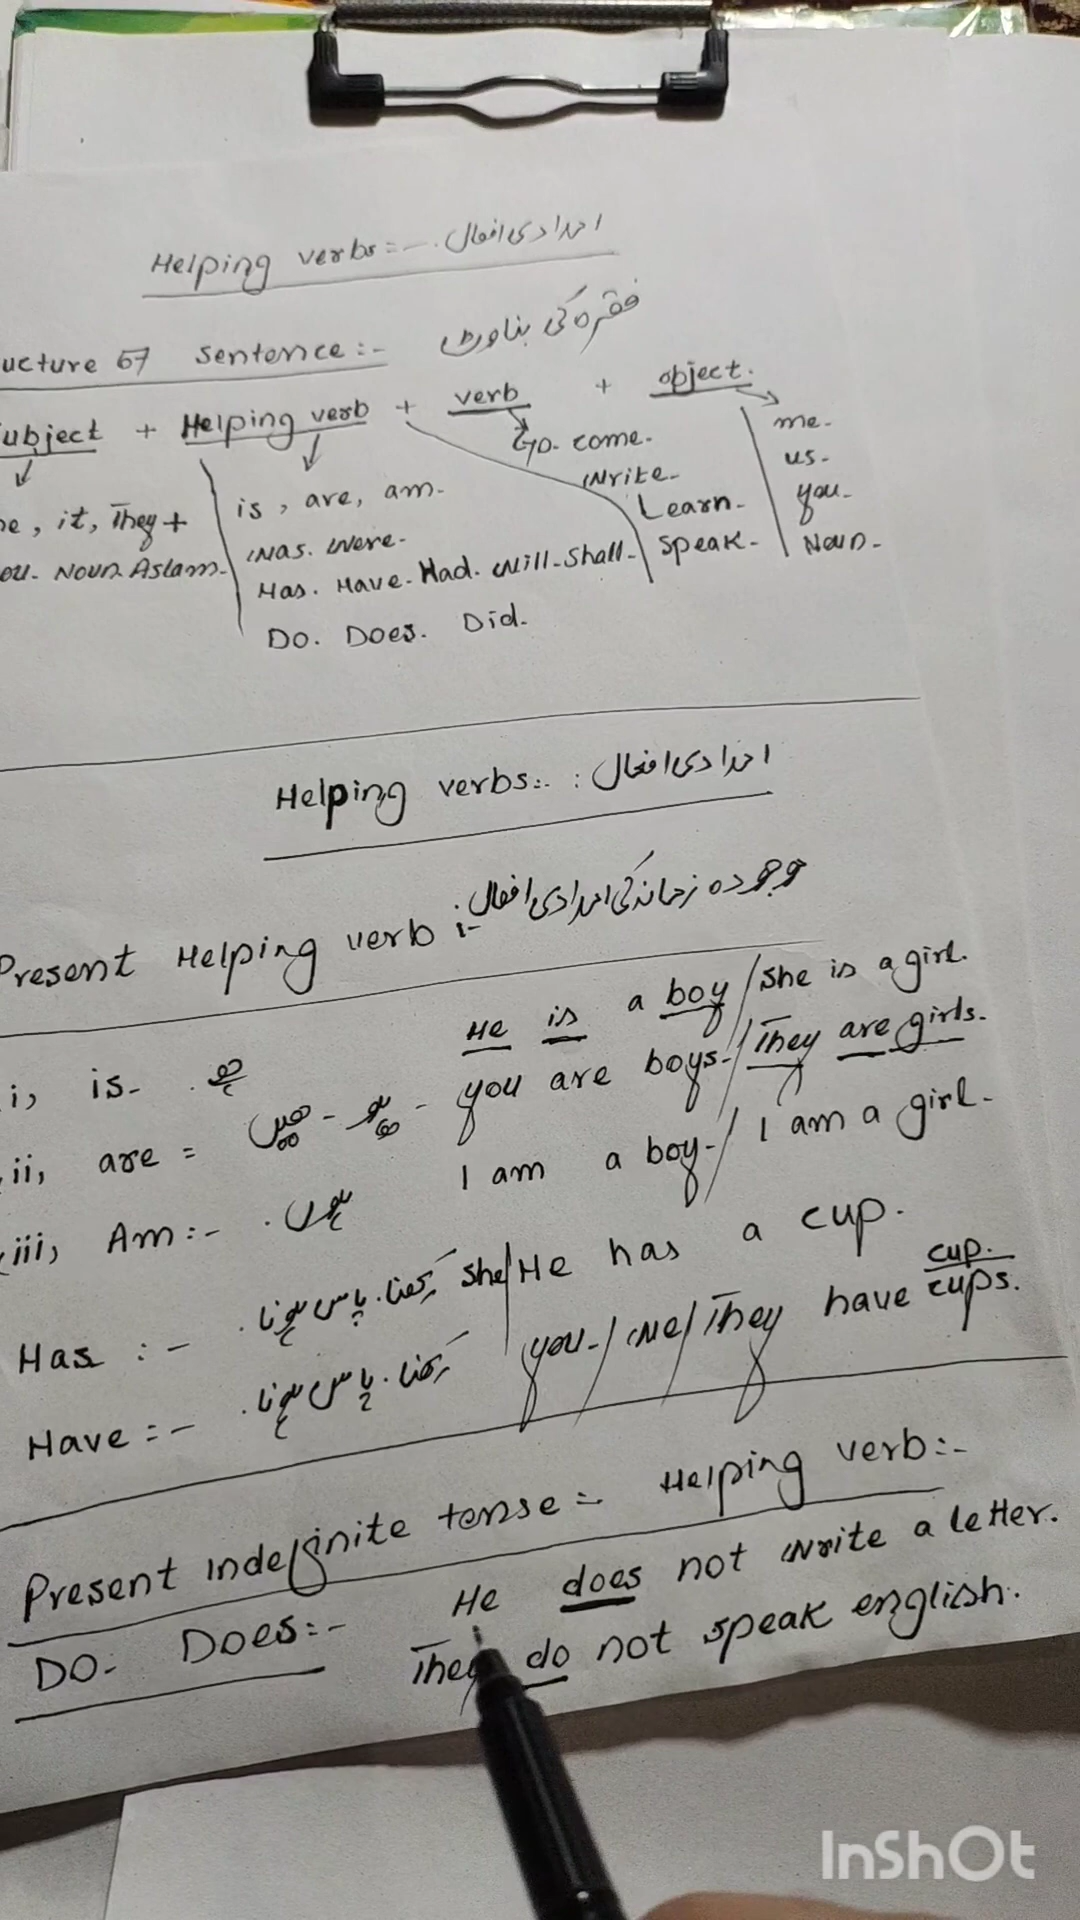 Helping verbs:- امدادی افعال
ucture of sentence:- فقرہ کی بناوٹ
ubject + Helping verb + verb + object.
Go. come. me.
is, are, am. write. us.
he, it, They + Learn. you.
ou. Noun Aslam. was. were. speak. Noun.
Has. Have. Had. will. shall.
Do. Does. Did.
Helping verbs:- : امدادی افعال
Present Helping verb :- موجودہ زمانہ کی امدادی افعال
i, is - ہے He is a boy / She is a girl.
ii, are = ہیں - ہو - you are boys. / They are girls.
iii, Am :- ہوں. I am a boy - / I am a girl -
Has :- رکھنا. پاس ہونا. She/He has a cup.
Have :- رکھنا. پاس ہونا. you. / we / They have cup. cups.
Present indefinite tense = Helping verb:-
DO. DOES:- He does not write a letter.
They do not speak english.
InShOt